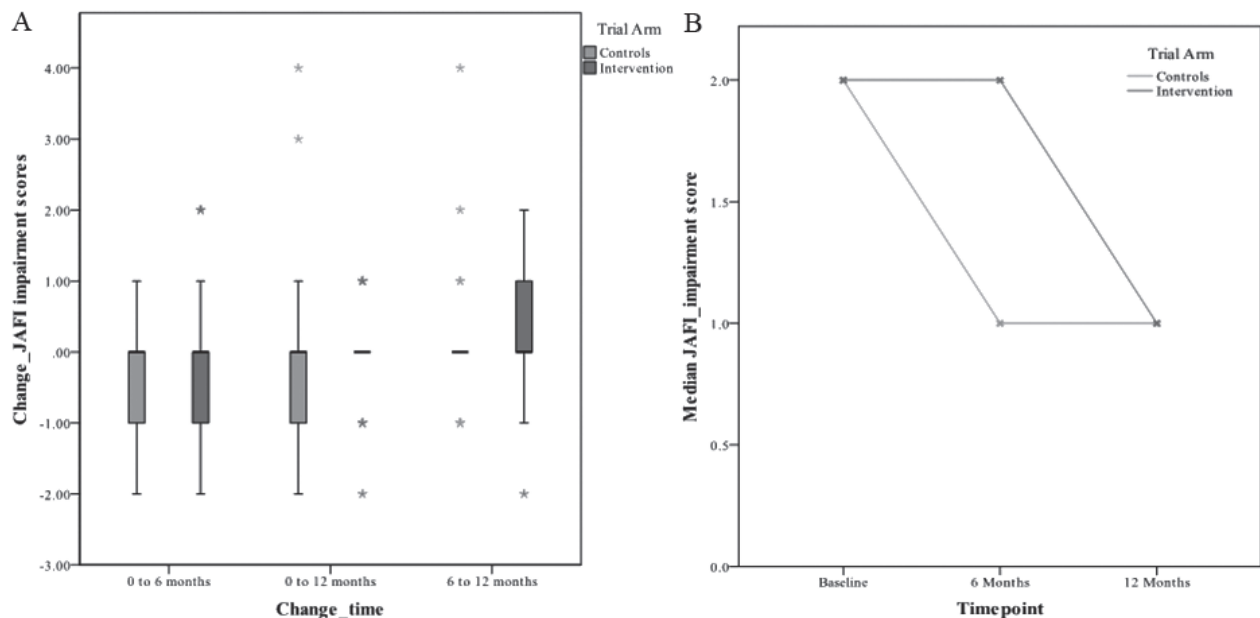 A
Change_JAFI impairment scores
4.00
3.00
2.00
1.00
.00
-1.00
-2.00
-3.00
0 to 6 months
0 to 12 months
6 to 12 months
Change_time
Trial Arm
Controls
Intervention
B
Median JAFI_impairment score
2.0
1.5
1.0
0.5
0.0
Baseline
6 Months
12 Months
Timepoint
Trial Arm
Controls
Intervention